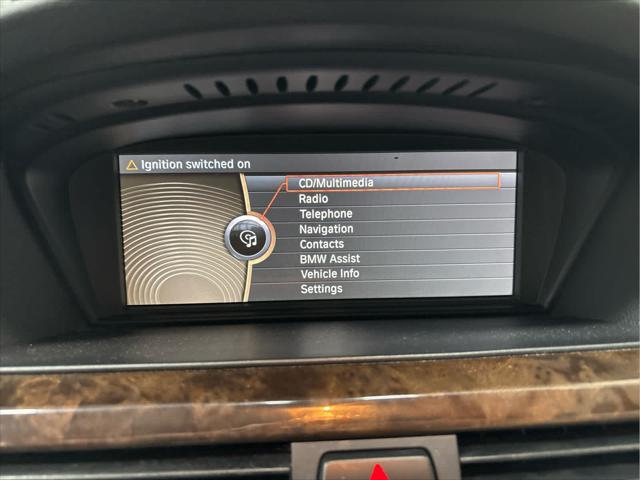 Ignition switched on
CD/Multimedia
Radio
Telephone
Navigation
Contacts
BMW Assist
Vehicle Info
Settings